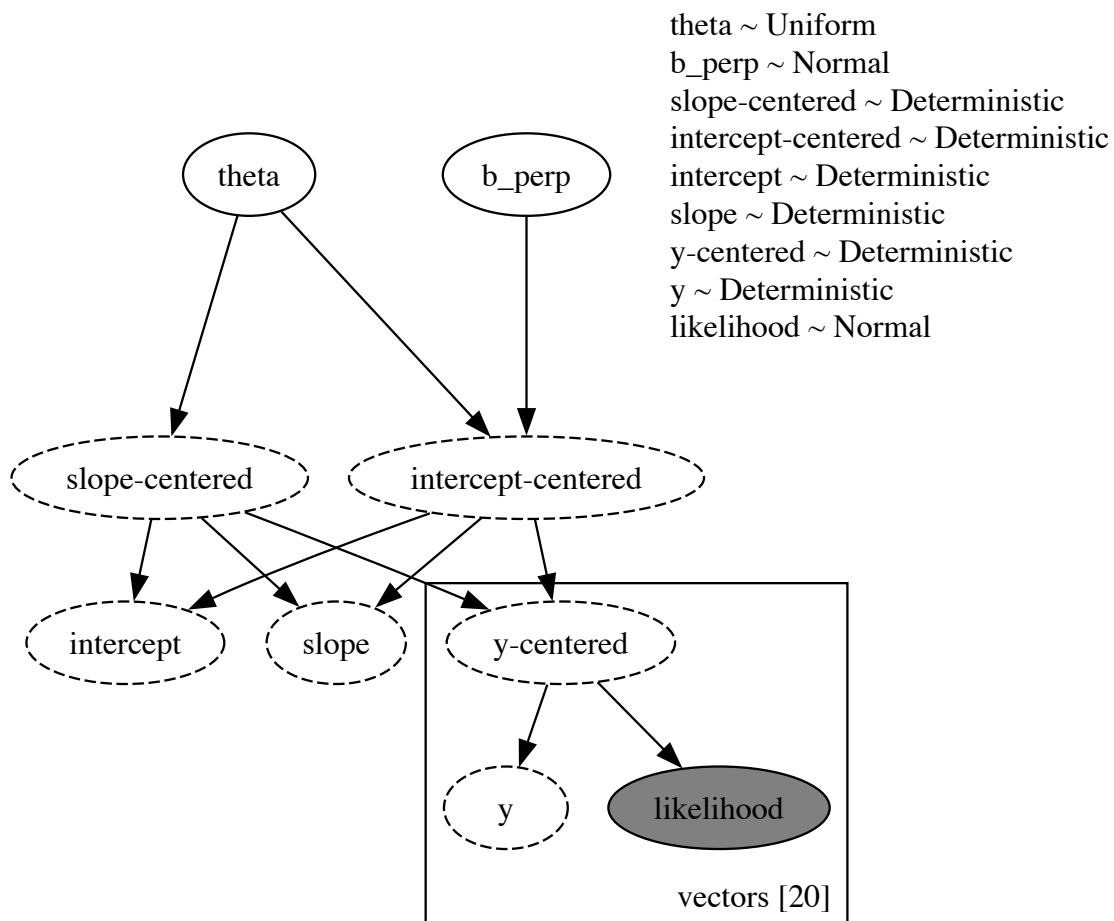 theta ~ Uniform
b_perp ~ Normal
slope-centered ~ Deterministic
intercept-centered ~ Deterministic
intercept ~ Deterministic
slope ~ Deterministic
y-centered ~ Deterministic
y ~ Deterministic
likelihood ~ Normal
theta
b_perp
slope-centered
intercept-centered
intercept
slope
y-centered
y
likelihood
vectors [20]